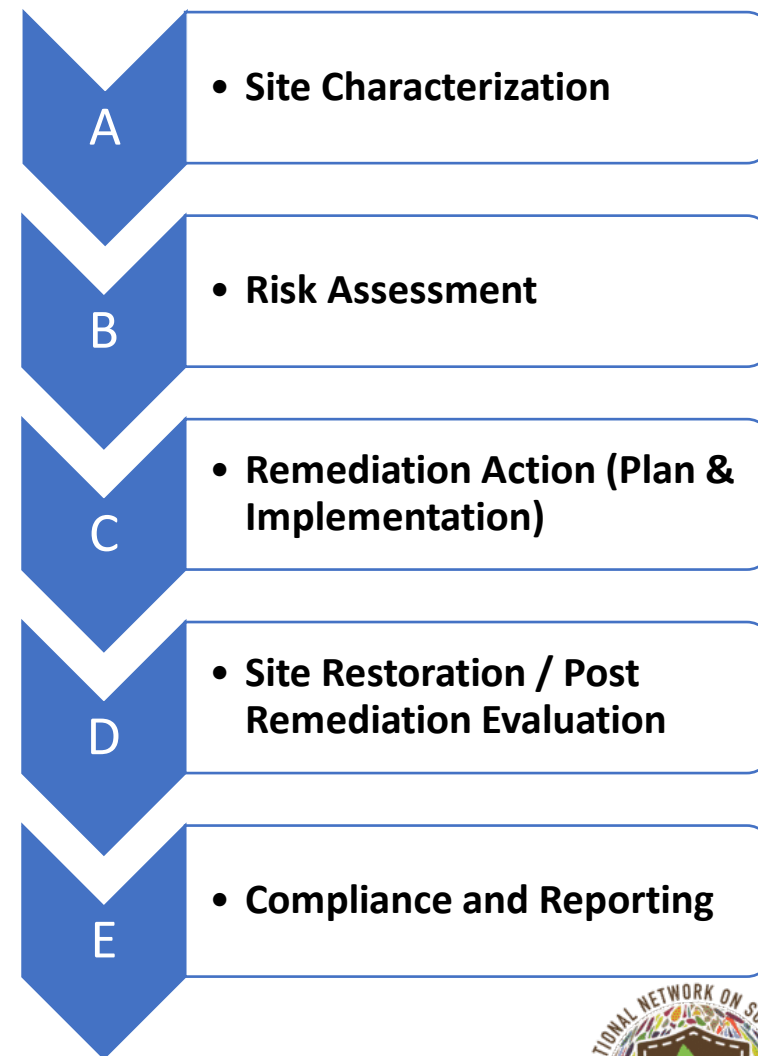 A
• Site Characterization
B
• Risk Assessment
C
• Remediation Action (Plan &
Implementation)
D
• Site Restoration / Post
Remediation Evaluation
E
• Compliance and Reporting
NETWORK ON